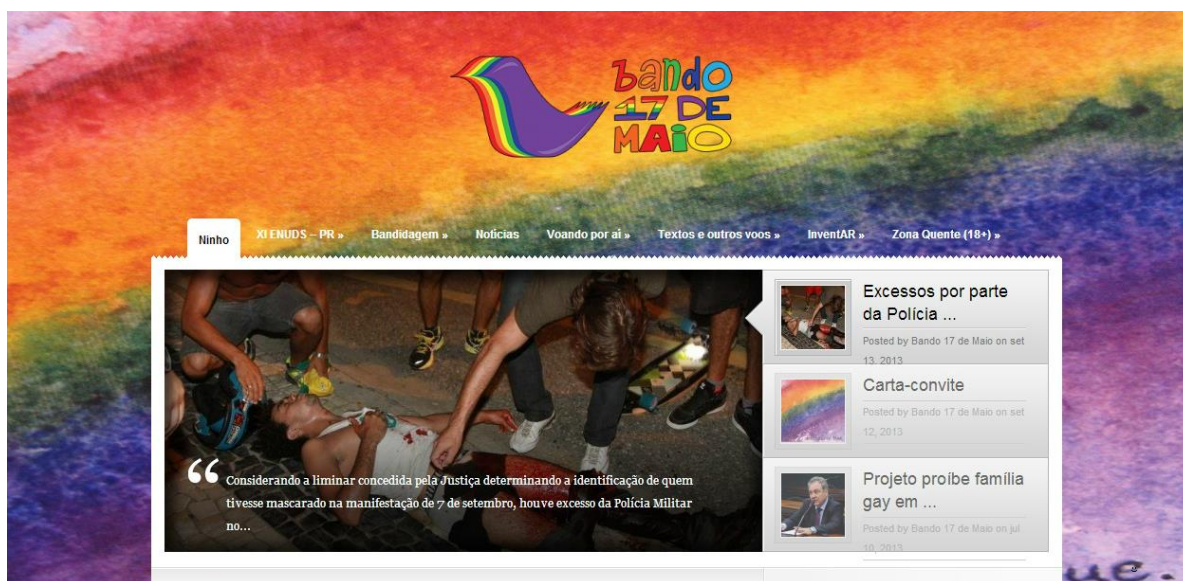 bando
17 DE
MAIO
Ninho
XI ENUDS – PR »
Bandidagem »
Notícias
Voando por aí »
Textos e outros voos »
InventAR »
Zona Quente (18+) »
“ Considerando a liminar concedida pela Justiça determinando a identificação de quem
tivesse mascarado na manifestação de 7 de setembro, houve excesso da Polícia Militar
no...
Excessos por parte
da Polícia ...
Posted by Bando 17 de Maio on set
13, 2013
Carta-convite
Posted by Bando 17 de Maio on set
12, 2013
Projeto proíbe família
gay em ...
Posted by Bando 17 de Maio on jul
10, 2013